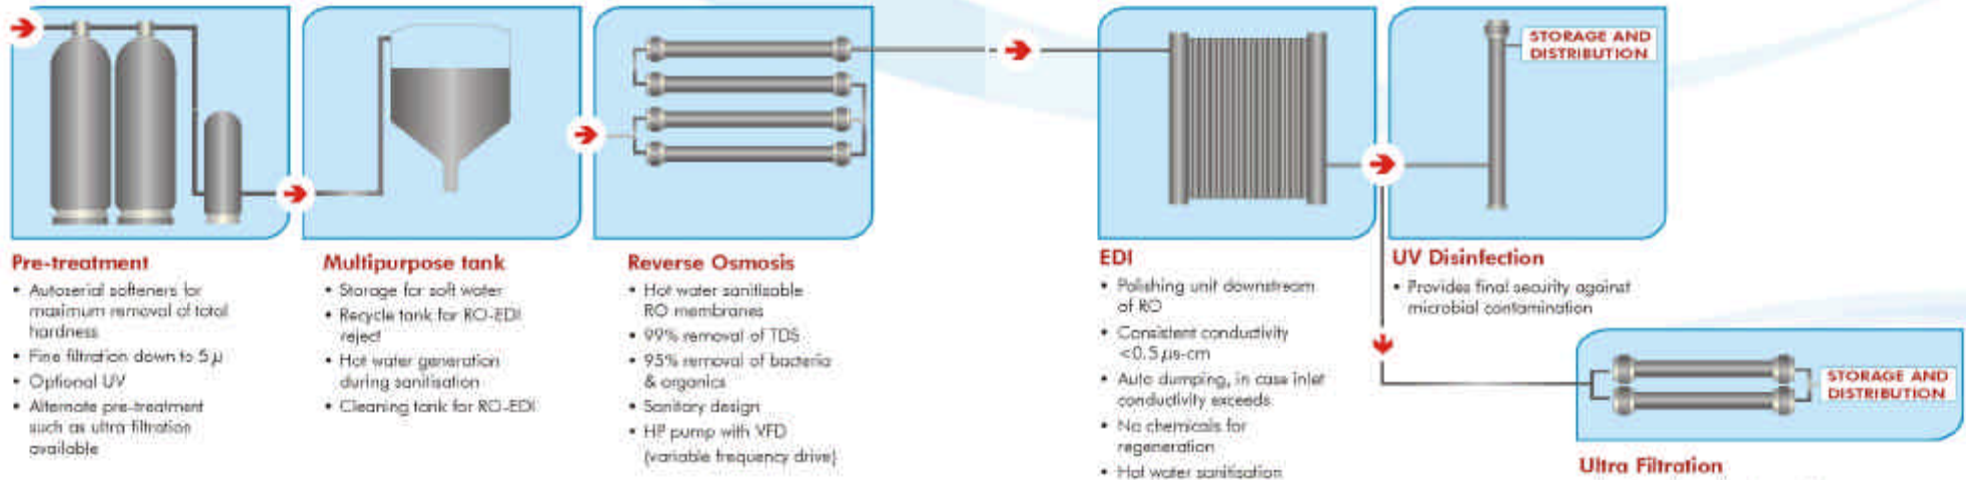 STORAGE AND
DISTRIBUTION
Pre-treatment
• Autoserial softeners for
maximum removal of total
hardness
• Fine filtration down to 5 µ
• Optional UV
• Alternate pre-treatment
such as ultra filtration
available
Multipurpose tank
• Storage for soft water
• Recycle tank for RO-EDI
reject
• Hot water generation
during sanitisation
• Cleaning tank for RO-EDI
Reverse Osmosis
• Hot water sanitisable
RO membranes
• 99% removal of TDS
• 95% removal of bacteria
& organics
• Sanitary design
• HP pump with VFD
(variable frequency drive)
EDI
• Polishing unit downstream
of RO
• Consistent conductivity
<0.5 µs-cm
• Auto dumping, in case inlet
conductivity exceeds
• No chemicals for
regeneration
• Hot water sanitisation
UV Disinfection
• Provides final security against
microbial contamination
STORAGE AND
DISTRIBUTION
Ultra Filtration